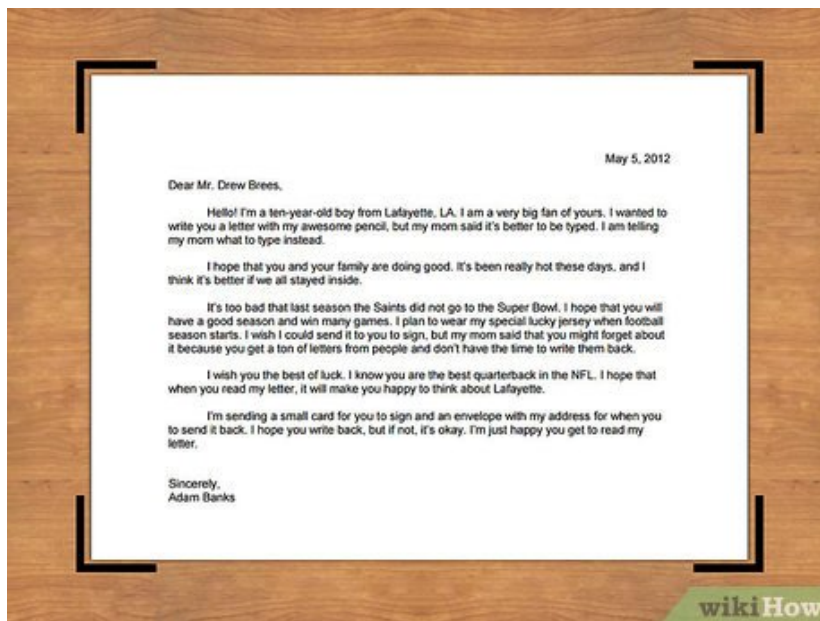 May 5, 2012
Dear Mr. Drew Brees,
Hello! I'm a ten-year-old boy from Lafayette, LA. I am a very big fan of yours. I wanted to
write you a letter with my awesome pencil, but my mom said it's better to be typed. I am telling
my mom what to type instead.
I hope that you and your family are doing good. It's been really hot these days, and I
think it's better if we all stayed inside.
It's too bad that last season the Saints did not go to the Super Bowl. I hope that you will
have a good season and win many games. I plan to wear my special lucky jersey when football
season starts. I wish I could send it to you to sign, but my mom said that you might forget about
it because you get a ton of letters from people and don't have the time to write them back.
I wish you the best of luck. I know you are the best quarterback in the NFL. I hope that
when you read my letter, it will make you happy to think about Lafayette.
I'm sending a small card for you to sign and an envelope with my address for when you
to send it back. I hope you write back, but if not, it's okay. I'm just happy you get to read my
letter.
Sincerely,
Adam Banks
wikiHow